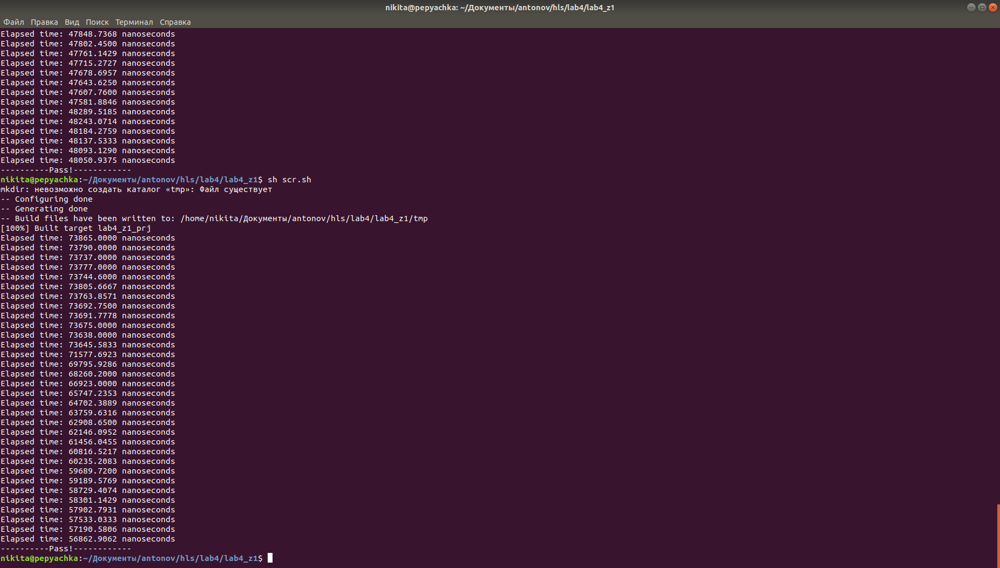 nikita@pepyachka: ~/Документы/antonov/hls/lab4/lab4_z1
Файл Правка Вид Поиск Терминал Справка
Elapsed time: 47848.7368 nanoseconds
Elapsed time: 47802.4500 nanoseconds
Elapsed time: 47761.1429 nanoseconds
Elapsed time: 47715.2727 nanoseconds
Elapsed time: 47678.6957 nanoseconds
Elapsed time: 47643.6250 nanoseconds
Elapsed time: 47607.7600 nanoseconds
Elapsed time: 47581.8846 nanoseconds
Elapsed time: 48289.5185 nanoseconds
Elapsed time: 48243.0714 nanoseconds
Elapsed time: 48184.2759 nanoseconds
Elapsed time: 48137.5333 nanoseconds
Elapsed time: 48093.1290 nanoseconds
Elapsed time: 48050.9375 nanoseconds
----------Pass!------------
nikita@pepyachka:~/Документы/antonov/hls/lab4/lab4_z1$ sh scr.sh
mkdir: невозможно создать каталог «tmp»: Файл существует
-- Configuring done
-- Generating done
-- Build files have been written to: /home/nikita/Документы/antonov/hls/lab4/lab4_z1/tmp
[100%] Built target lab4_z1_prj
Elapsed time: 73865.0000 nanoseconds
Elapsed time: 73790.0000 nanoseconds
Elapsed time: 73737.0000 nanoseconds
Elapsed time: 73777.0000 nanoseconds
Elapsed time: 73744.6000 nanoseconds
Elapsed time: 73805.6667 nanoseconds
Elapsed time: 73763.8571 nanoseconds
Elapsed time: 73692.7500 nanoseconds
Elapsed time: 73691.7778 nanoseconds
Elapsed time: 73675.0000 nanoseconds
Elapsed time: 73638.0000 nanoseconds
Elapsed time: 73645.5833 nanoseconds
Elapsed time: 71577.6923 nanoseconds
Elapsed time: 69795.9286 nanoseconds
Elapsed time: 68260.2000 nanoseconds
Elapsed time: 66923.0000 nanoseconds
Elapsed time: 65747.2353 nanoseconds
Elapsed time: 64702.3889 nanoseconds
Elapsed time: 63759.6316 nanoseconds
Elapsed time: 62908.6500 nanoseconds
Elapsed time: 62146.0952 nanoseconds
Elapsed time: 61456.0455 nanoseconds
Elapsed time: 60816.5217 nanoseconds
Elapsed time: 60235.2083 nanoseconds
Elapsed time: 59689.7200 nanoseconds
Elapsed time: 59189.5769 nanoseconds
Elapsed time: 58729.4074 nanoseconds
Elapsed time: 58301.1429 nanoseconds
Elapsed time: 57902.7931 nanoseconds
Elapsed time: 57533.0333 nanoseconds
Elapsed time: 57190.5806 nanoseconds
Elapsed time: 56862.9062 nanoseconds
----------Pass!------------
nikita@pepyachka:~/Документы/antonov/hls/lab4/lab4_z1$